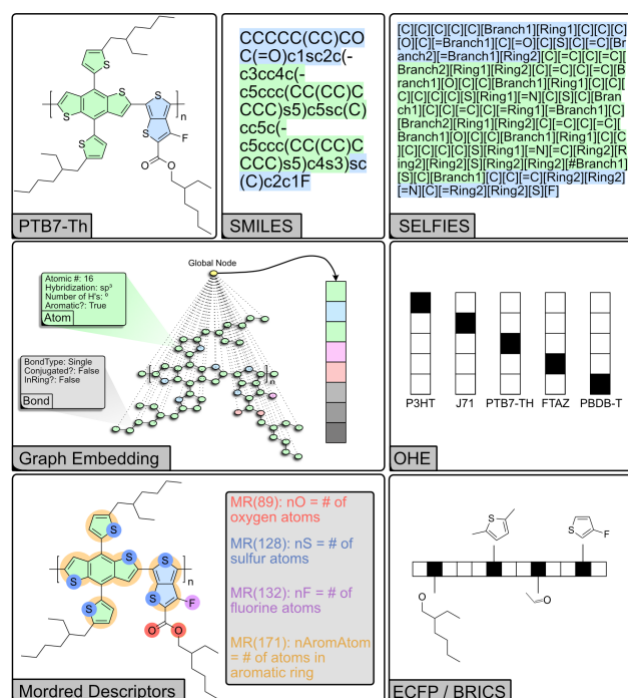 S
S
S
S
S
S
n
F
O
O
PTB7-Th
CCCCC(CC)CO
C(=O)c1sc2c(-
c3cc4c(-
c5ccc(CC(CC)C
CCC)s5)c5sc(C)
cc5c(-
c5ccc(CC(CC)C
CCC)s5)c4s3)sc
(C)c2c1F
SMILES
[C][C][C][C][C][Branch1][Ring1][C][C][C]
[O][C][=Branch1][C][=O][C][S][C][=C][Br
anch2][=Branch1][Ring2][C][=C][C][=C][
Branch2][Ring1][Ring2][C][=C][C][=C][B
ranch1][O][C][C][Branch1][Ring1][C][C]
[C][C][C][C][S][Ring1][=N][C][S][C][Bran
ch1][C][C][=C][C][=Ring1][=Branch1][C]
[Branch2][Ring1][Ring2][C][=C][C][=C][
Branch1][O][C][C][Branch1][Ring1][C][C
][C][C][C][C][S][Ring1][=N][=C][Ring2][R
ing2][Ring2][S][Ring2][Ring2][#Branch1]
[S][C][Branch1][C][C][=C][Ring2][Ring2]
[=N][C][=Ring2][Ring2][S][F]
SELFIES
Global Node
Atomic #: 16
Hybridization: sp³
Number of H's: 0
Aromatic?: True
Atom
BondType: Single
Conjugated?: False
InRing?: False
Bond
n
Graph Embedding
P3HT J71 PTB7-TH FTAZ PBDB-T
OHE
S
S
S
S
S
S
n
F
O
O
MR(89): nO = # of
oxygen atoms
MR(128): nS = # of
sulfur atoms
MR(132): nF = # of
fluorine atoms
MR(171): nAromAtom
= # of atoms in
aromatic ring
Mordred Descriptors
S
S
F
O
O
ECFP / BRICS